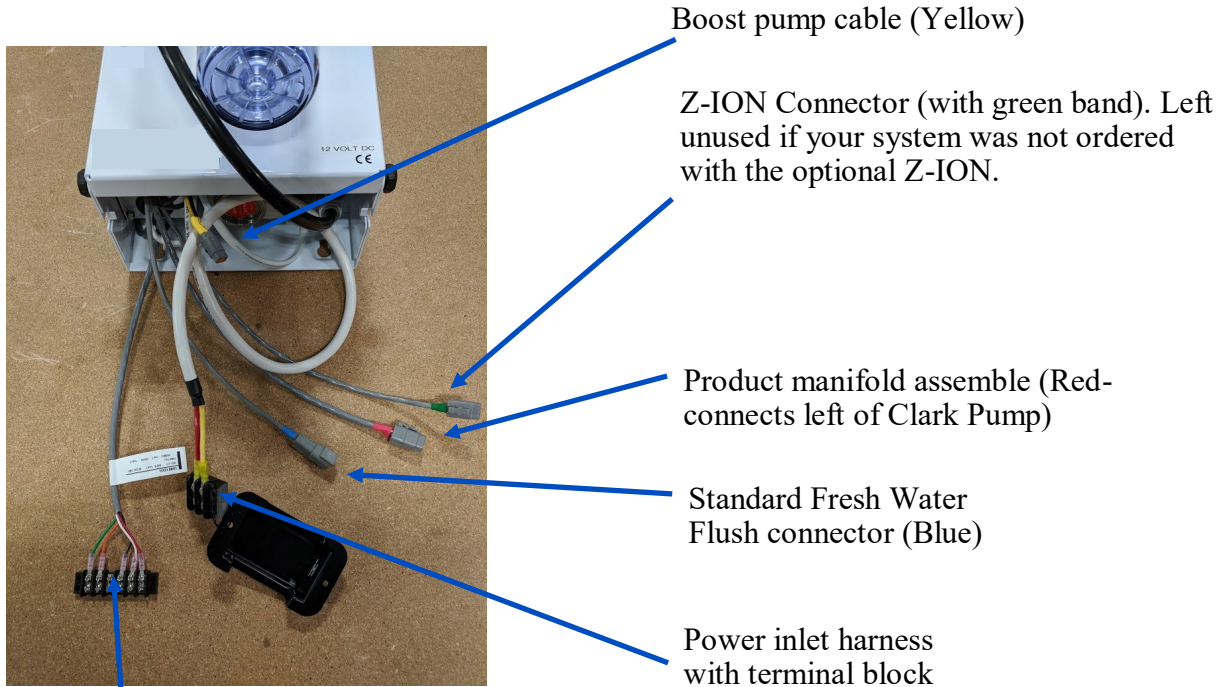 Boost pump cable (Yellow)
Z-ION Connector (with green band). Left
unused if your system was not ordered
with the optional Z-ION.
12 VOLT DC
CE
Product manifold assemble (Red-
connects left of Clark Pump)
Standard Fresh Water
Flush connector (Blue)
Power inlet harness
with terminal block